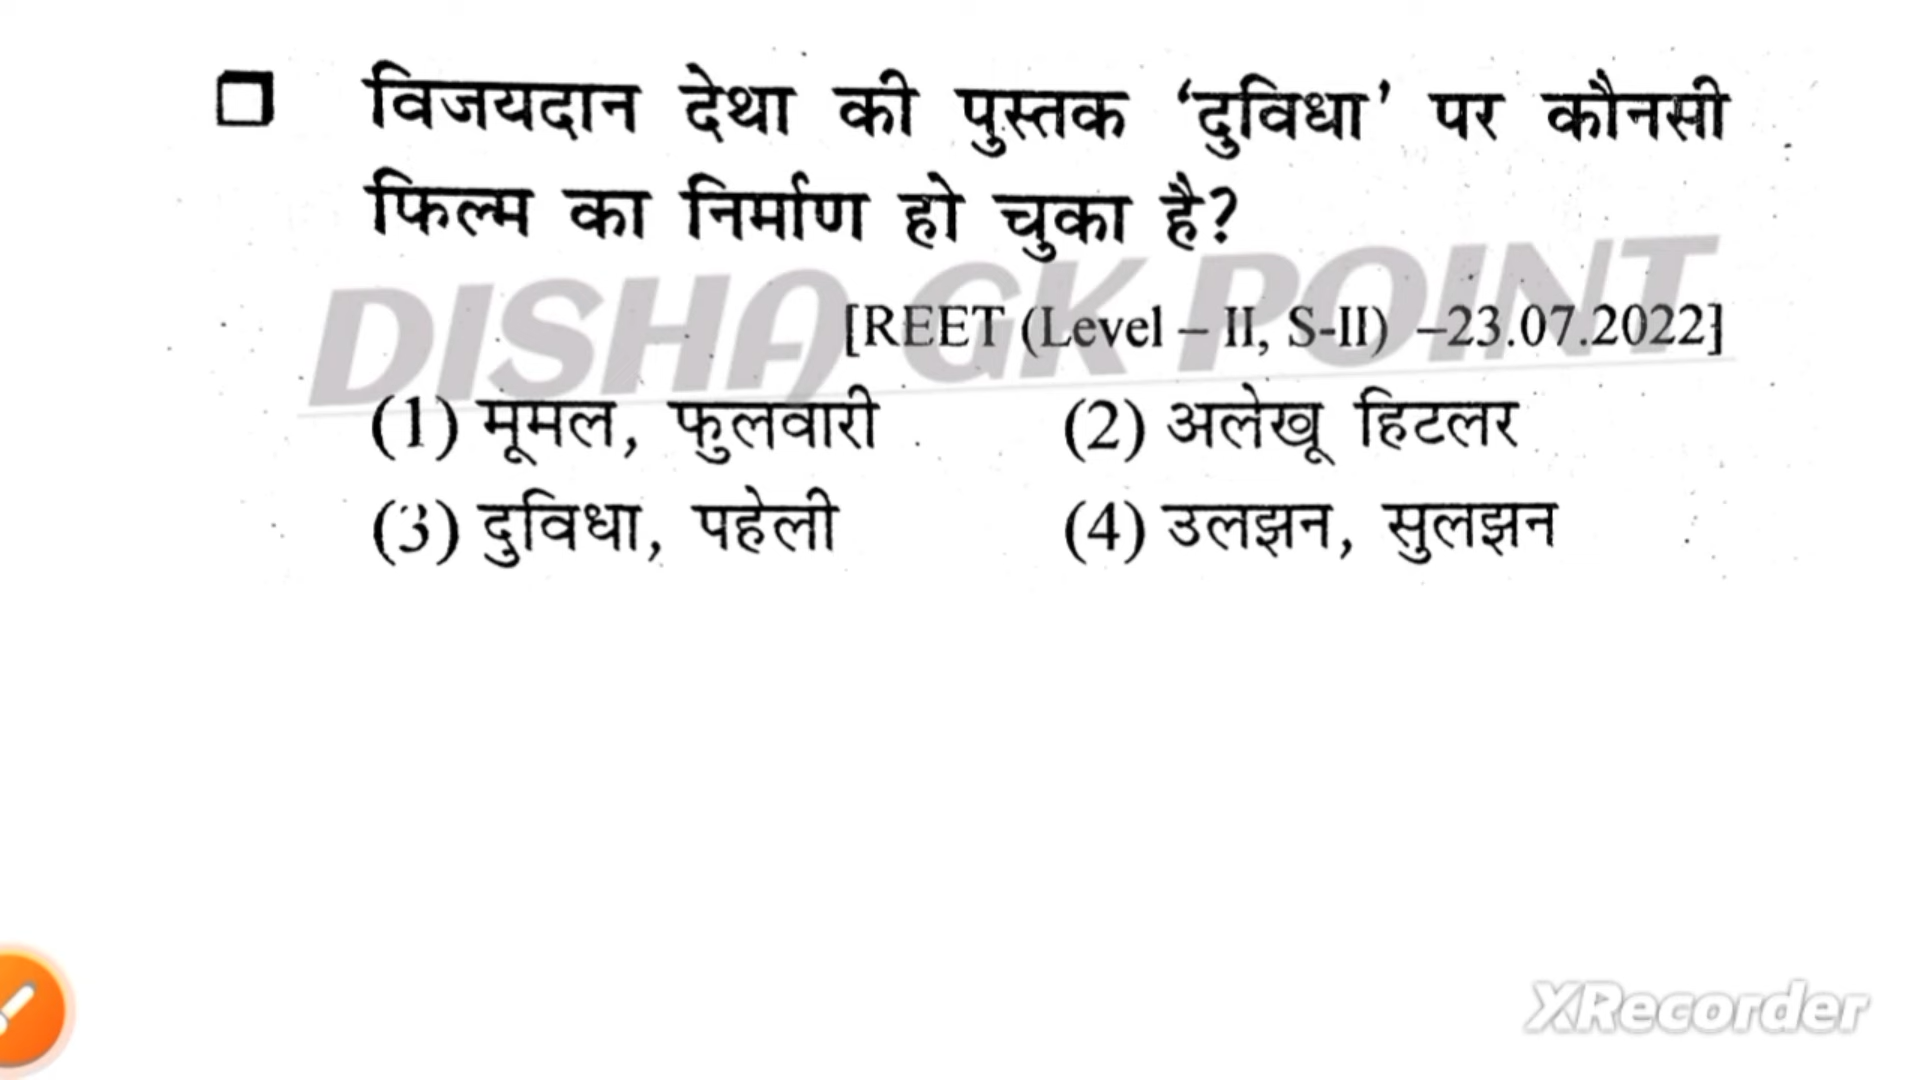 विजयदान देथा की पुस्तक ‘दुविधा’ पर कौनसी
फिल्म का निर्माण हो चुका है?
DISHA GK POINT
[REET (Level – II, S-II) –23.07.2022]
(1) मूमल, फुलवारी (2) अलेखू हिटलर
(3) दुविधा, पहेली (4) उलझन, सुलझन
XRecorder